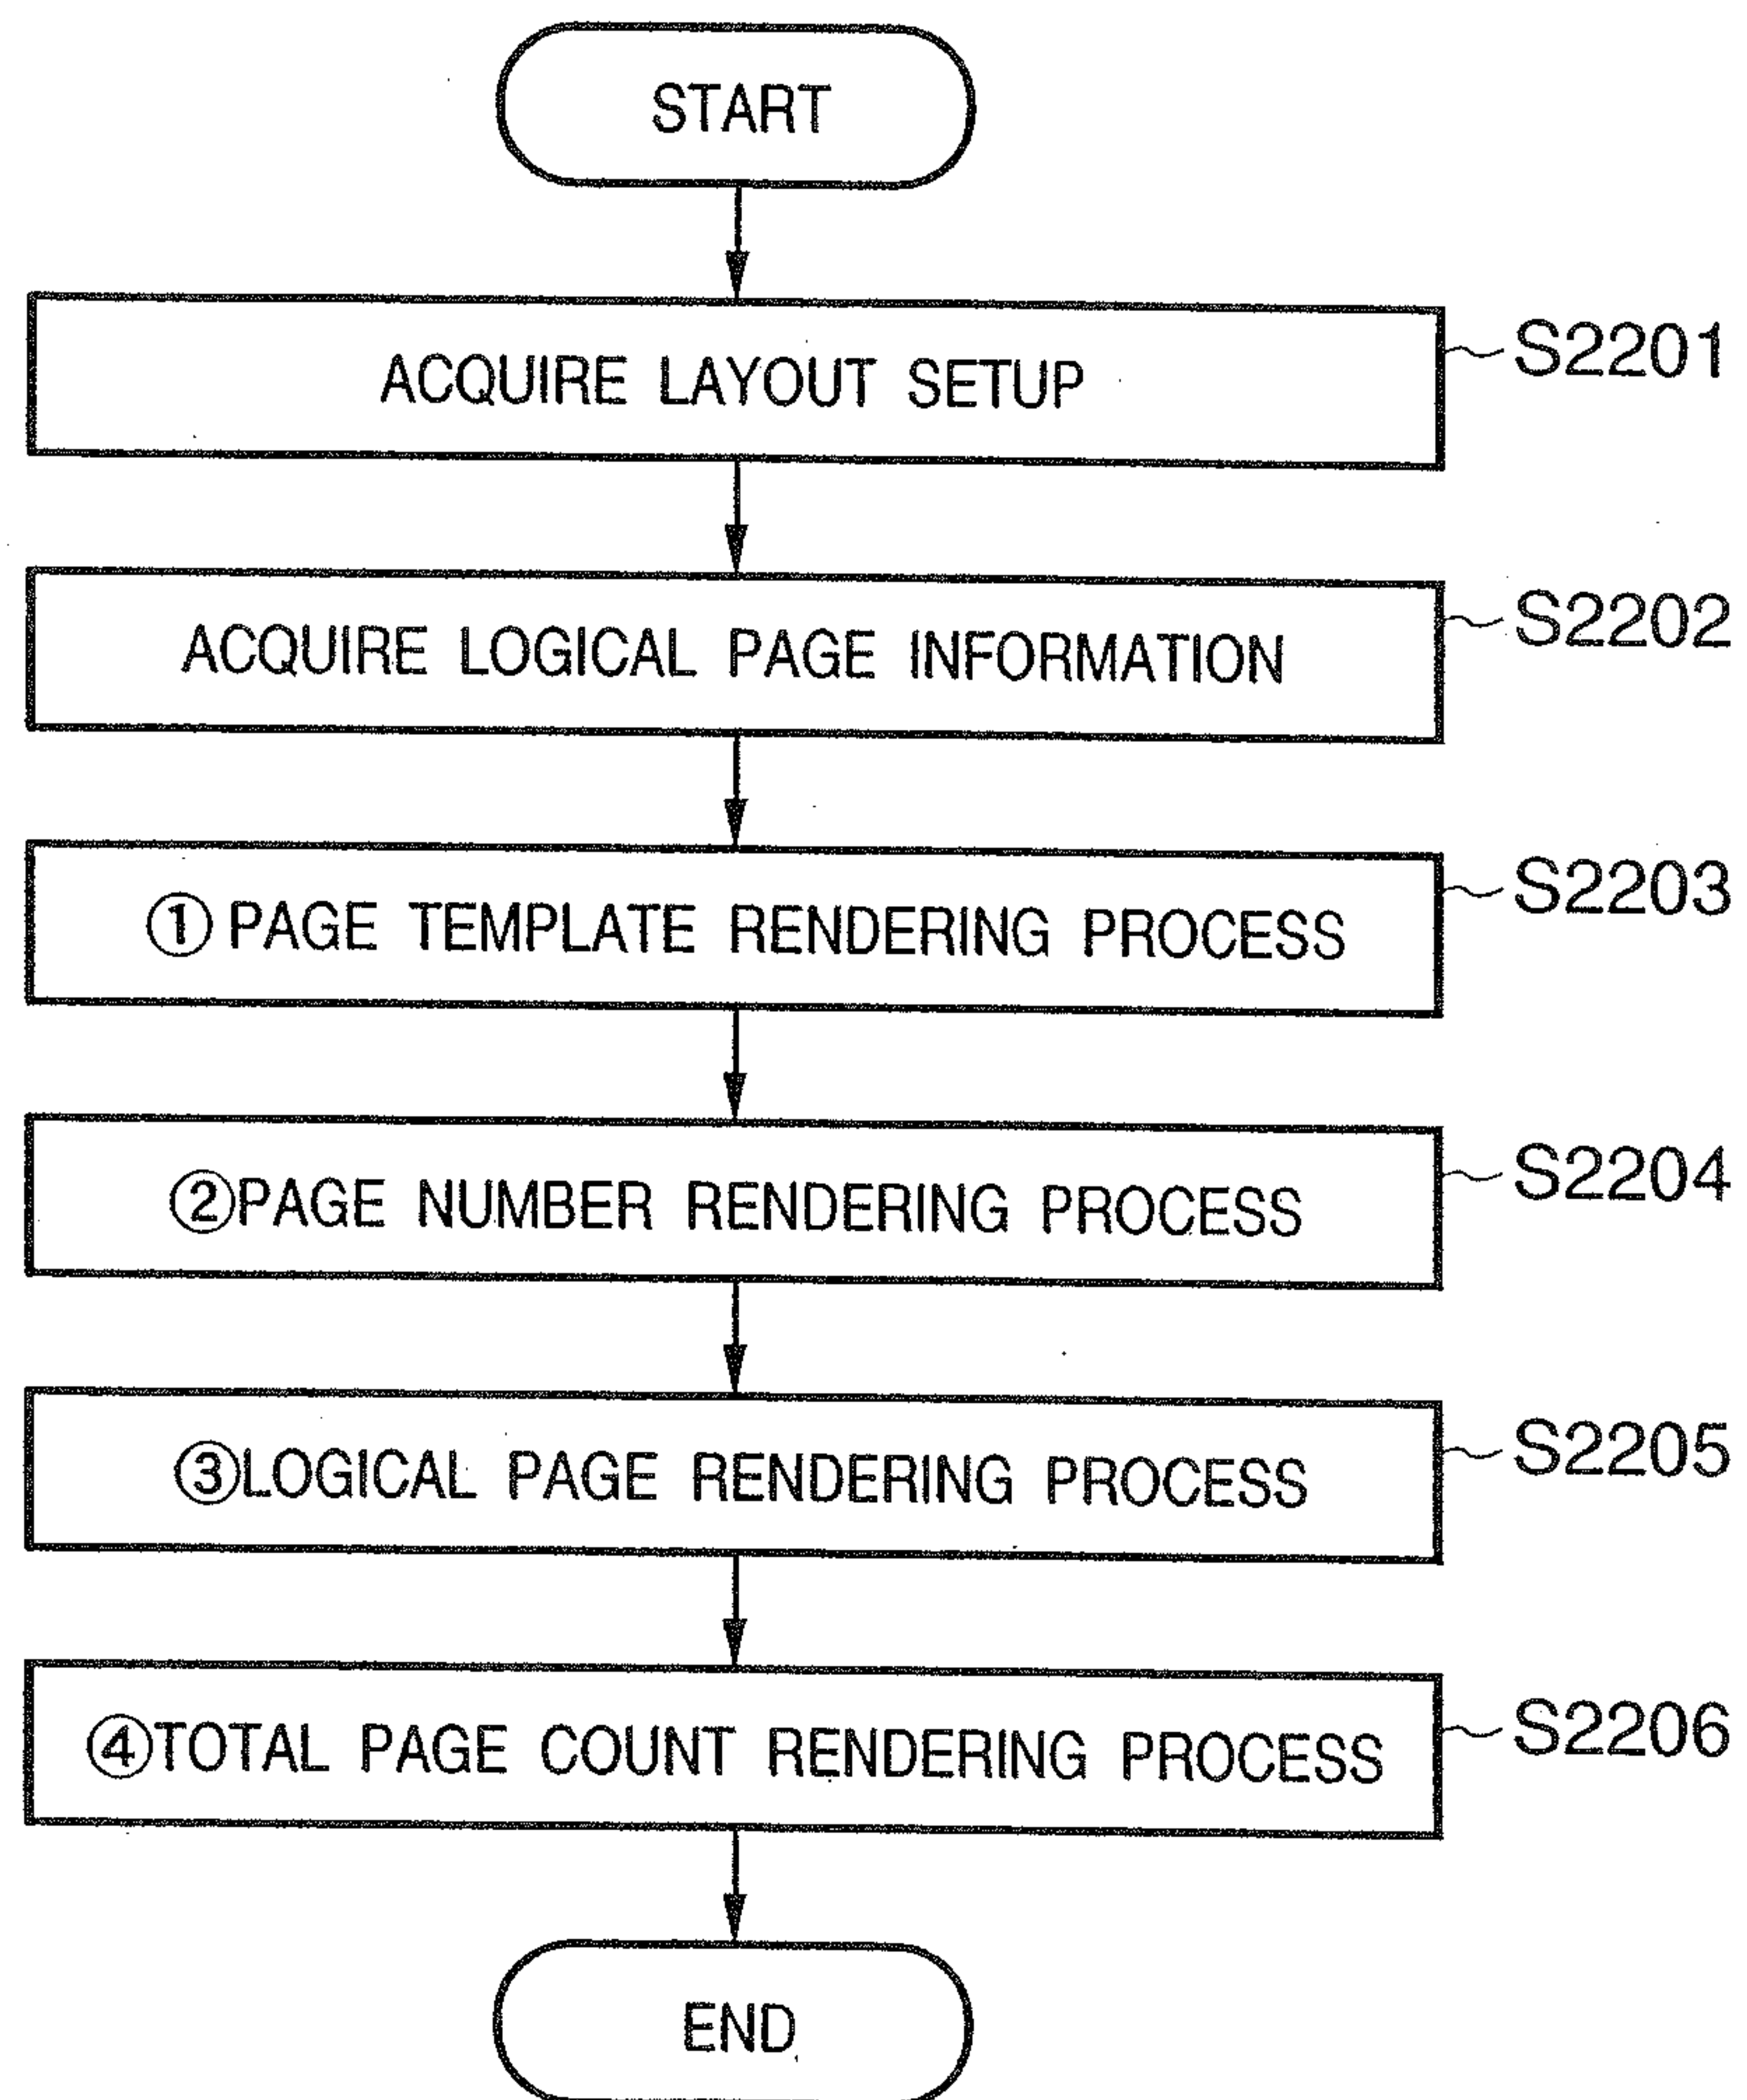 START
ACQUIRE LAYOUT SETUP
S2201
ACQUIRE LOGICAL PAGE INFORMATION
S2202
① PAGE TEMPLATE RENDERING PROCESS
S2203
②PAGE NUMBER RENDERING PROCESS
S2204
③LOGICAL PAGE RENDERING PROCESS
S2205
④TOTAL PAGE COUNT RENDERING PROCESS
S2206
END